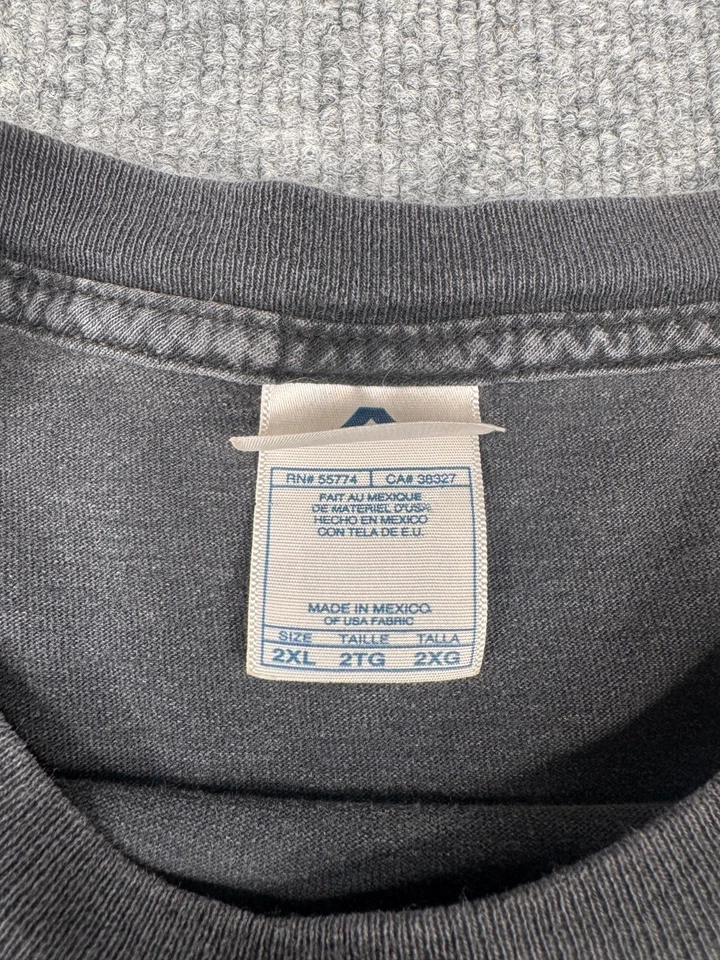 RN# 55774 CA# 38327
FAIT AU MEXIQUE
DE MATERIEL D'USA
HECHO EN MEXICO
CON TELA DE E.U.
MADE IN MEXICO
OF USA FABRIC
SIZE TAILLE TALLA
2XL 2TG 2XG